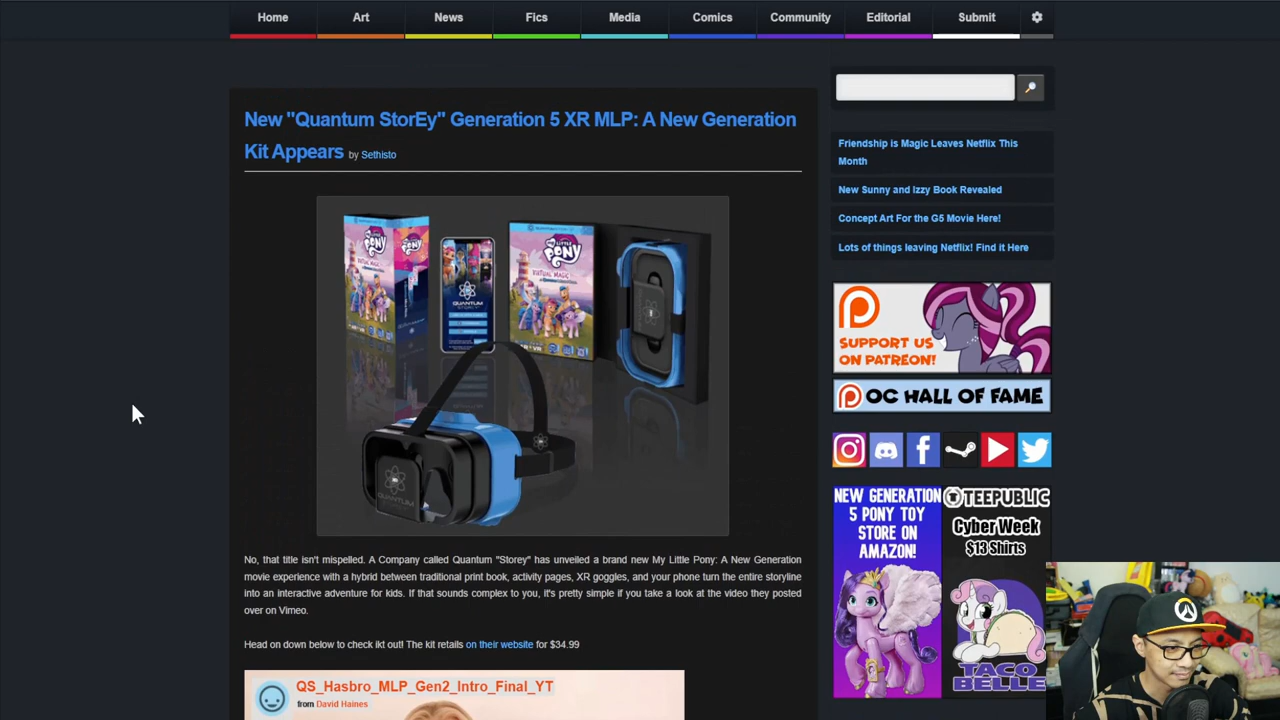 Home
Art
News
Fics
Media
Comics
Community
Editorial
Submit
New "Quantum StorEy" Generation 5 XR MLP: A New Generation
Kit Appears by Sethisto
My Little Pony
VIRTUAL MAGIC
QUANTUM
QUANTUM
No, that title isn't mispelled. A Company called Quantum "Storey" has unveiled a brand new My Little Pony: A New Generation
movie experience with a hybrid between traditional print book, activity pages, XR goggles, and your phone turn the entire storyline
into an interactive adventure for kids. If that sounds complex to you, it's pretty simple if you take a look at the video they posted
over on Vimeo.
Head on down below to check ikt out! The kit retails on their website for $34.99
QS_Hasbro_MLP_Gen2_Intro_Final_YT
from David Haines
Friendship is Magic Leaves Netflix This
Month
New Sunny and Izzy Book Revealed
Concept Art For the G5 Movie Here!
Lots of things leaving Netflix! Find it Here
SUPPORT US
ON PATREON!
OC HALL OF FAME
NEW GENERATION
5 PONY TOY
STORE ON
AMAZON!
TEEPUBLIC
Cyber Week
$13 Shirts
TACO
BELLE